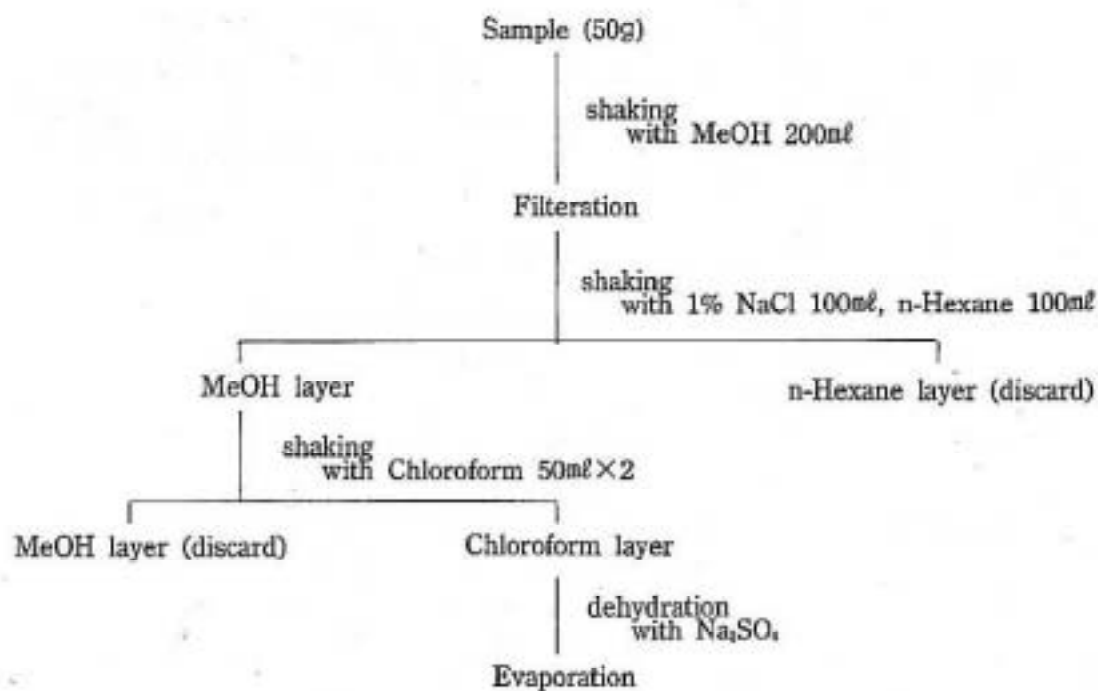 Sample (50g)
shaking
with MeOH 200㎖
Filteration
shaking
with 1% NaCl 100㎖, n-Hexane 100㎖
MeOH layer
n-Hexane layer (discard)
shaking
with Chloroform 50㎖×2
MeOH layer (discard)
Chloroform layer
dehydration
with Na₂SO₄
Evaporation